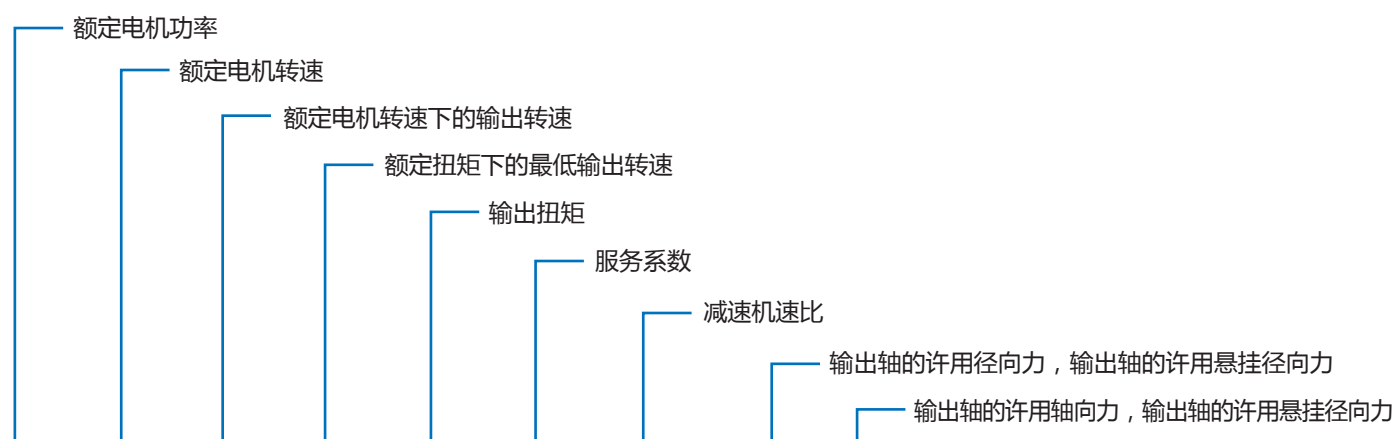 额定电机功率
额定电机转速
额定电机转速下的输出转速
额定扭矩下的最低输出转速
输出扭矩
服务系数
减速机速比
输出轴的许用径向力，输出轴的许用悬挂径向力
输出轴的许用轴向力，输出轴的许用悬挂径向力